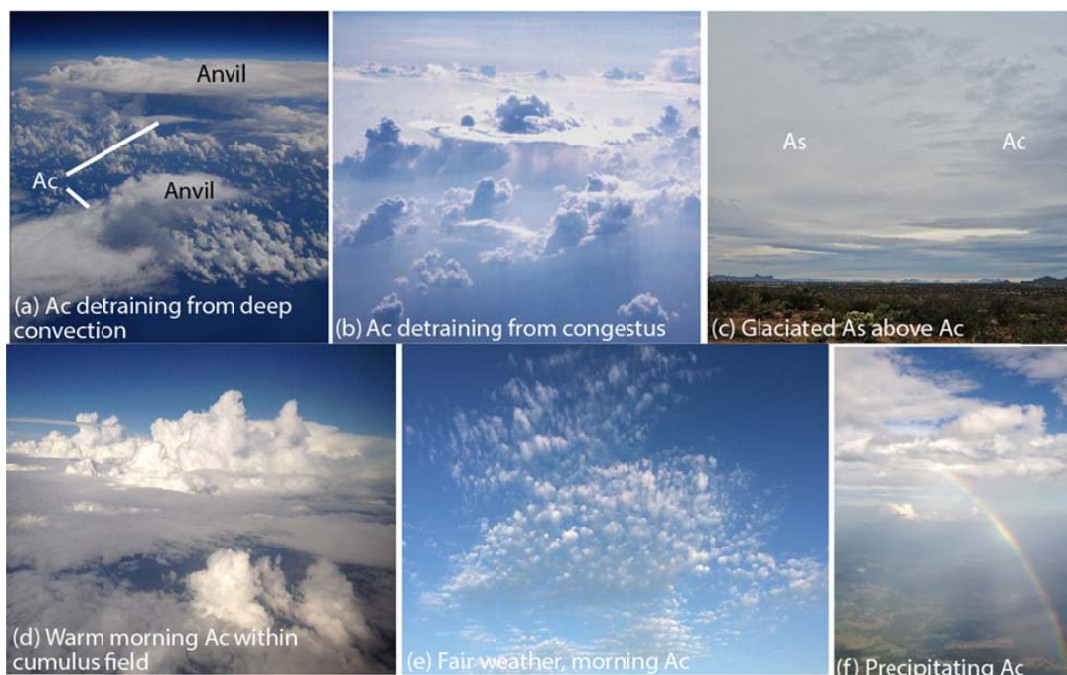 Anvil
Ac
Anvil
(a) Ac detraining from deep
convection
(b) Ac detraining from congestus
As
Ac
(c) Glaciated As above Ac
(d) Warm morning Ac within
cumulus field
(e) Fair weather, morning Ac
(f) Precipitating Ac